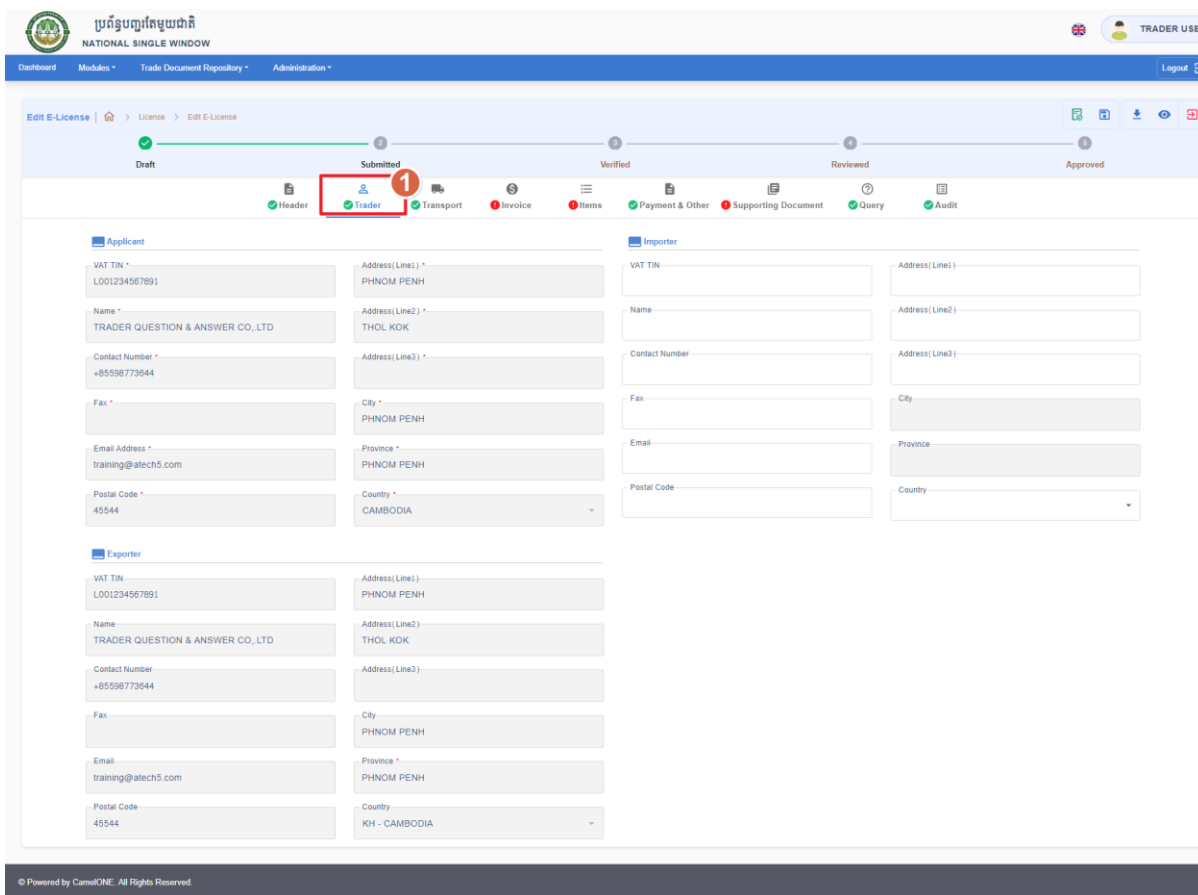 ប្រព័ន្ធបញ្ជរតែមួយជាតិ
NATIONAL SINGLE WINDOW
TRADER USE
Dashboard Modules Trade Document Repository Administration Logout
Edit E-License | > License > Edit E-License
2 3 4 5
Draft Submitted Verified Reviewed Approved
1
Header Trader Transport Invoice Items Payment & Other Supporting Document Query Audit
Applicant Importer
VAT TIN * Address(Line1) * VAT TIN Address(Line1)
L001234567891 PHNOM PENH
Name * Address(Line2) * Name Address(Line2)
TRADER QUESTION & ANSWER CO,.LTD THOL KOK
Contact Number * Address(Line3) * Contact Number Address(Line3)
+85598773644
Fax * City * Fax City
PHNOM PENH
Email Address * Province * Email Province
training@atech5.com PHNOM PENH
Postal Code * Country * Postal Code Country
45544 CAMBODIA
Exporter
VAT TIN Address(Line1)
L001234567891 PHNOM PENH
Name Address(Line2)
TRADER QUESTION & ANSWER CO,.LTD THOL KOK
Contact Number Address(Line3)
+85598773644
Fax City
PHNOM PENH
Email Province *
training@atech5.com PHNOM PENH
Postal Code Country
45544 KH - CAMBODIA
© Powered by CamelONE. All Rights Reserved.